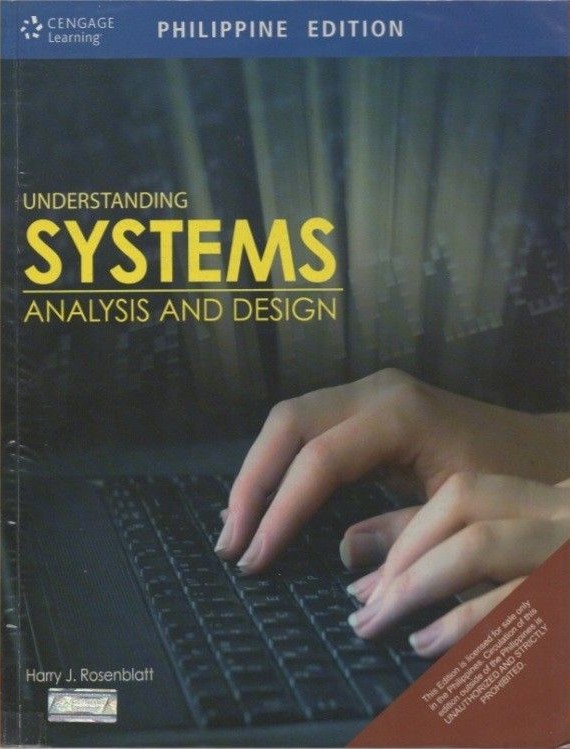 CENGAGE
Learning
PHILIPPINE EDITION
UNDERSTANDING
SYSTEMS
ANALYSIS AND DESIGN
Harry J. Rosenblatt
This Edition is licensed for sale only
in the Philippines. Circulation of this
edition outside of the Philippines is
UNAUTHORIZED AND STRICTLY
PROHIBITED